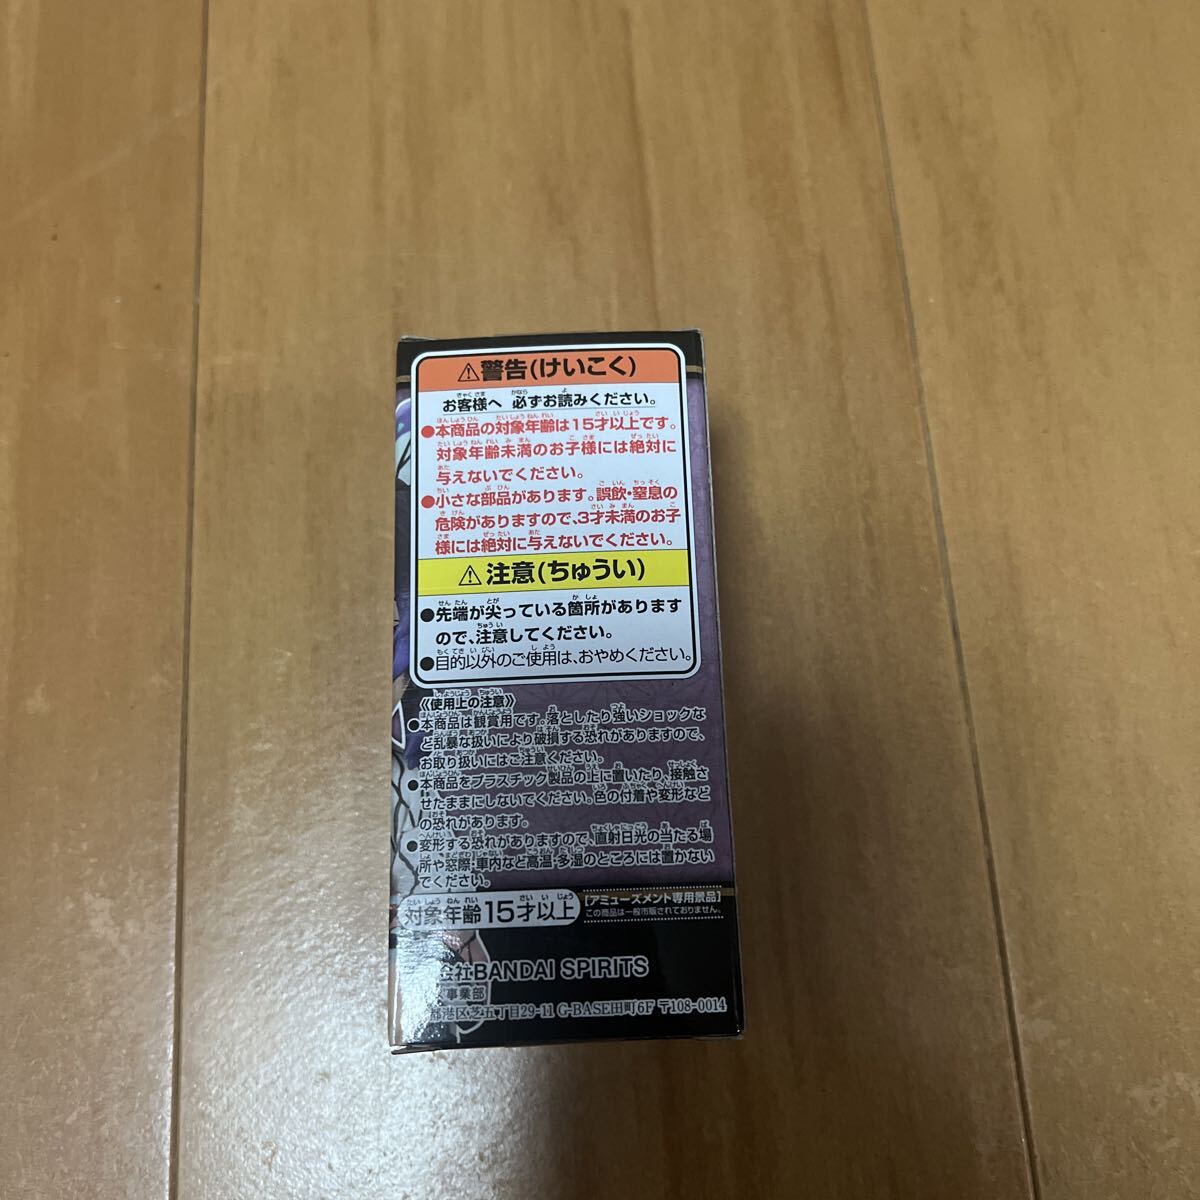 ⚠警告(けいこく)
お客様へ 必ずお読みください。
●本商品の対象年齢は15才以上です。
対象年齢未満のお子様には絶対に
与えないでください。
●小さな部品があります。誤飲・窒息の
危険がありますので、3才未満のお子
様には絶対に与えないでください。
⚠注意(ちゅうい)
●先端が尖っている箇所があります
ので、注意してください。
●目的以外のご使用は、おやめください。
《使用上の注意》
●本商品は観賞用です。落としたり強いショックな
ど乱暴な扱いにより破損する恐れがありますので、
お取り扱いにはご注意ください。
●本商品をプラスチック製品の上に置いたり、接触さ
せたままにしないでください。色の付着や変形など
の恐れがあります。
●変形する恐れがありますので、直射日光の当たる場
所や窓際・車内など高温・多湿のところには置かない
でください。
対象年齢15才以上
[アミューズメント専用景品]
この商品は一般市販されておりません。
会社BANDAI SPIRITS
事業部
都港区芝五丁目29-11 G-BASE田町6F 〒108-0014